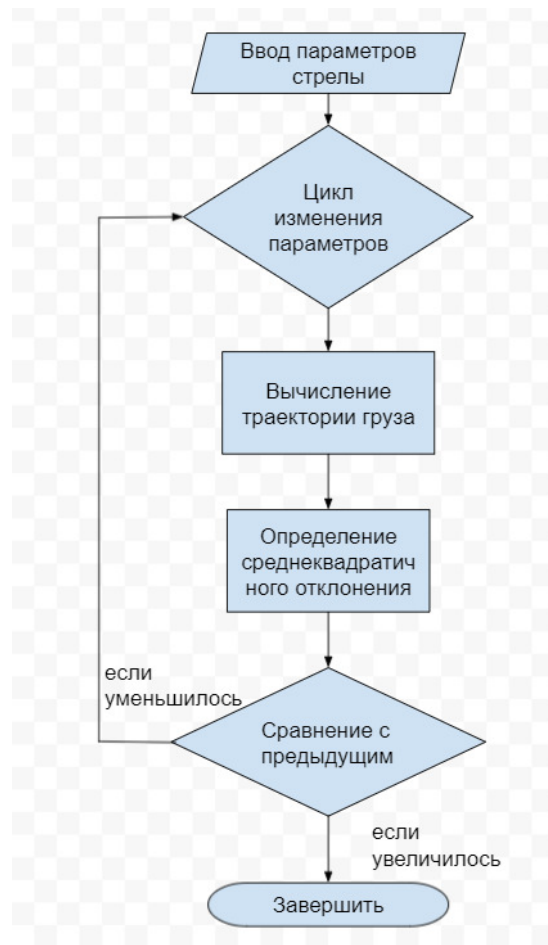 Ввод параметров
стрелы
Цикл
изменения
параметров
Вычисление
траектории груза
Определение
среднеквадратич
ного отклонения
если
уменьшилось
Сравнение с
предыдущим
если
увеличилось
Завершить